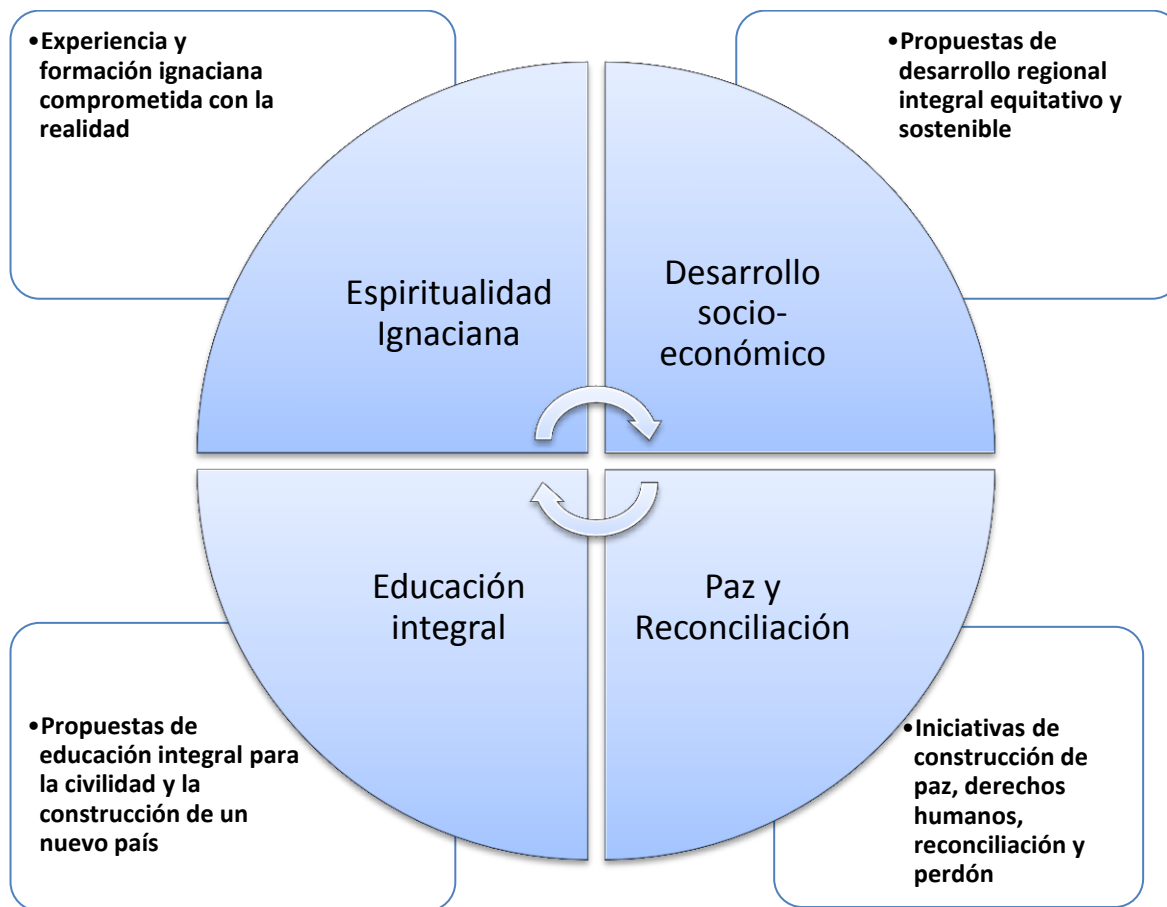 •Experiencia y
formación ignaciana
comprometida con la
realidad
•Propuestas de
desarrollo regional
integral equitativo y
sostenible
Espiritualidad
Ignaciana
Desarrollo
socio-
económico
Educación
integral
Paz y
Reconciliación
•Propuestas de
educación integral para
la civilidad y la
construcción de un
nuevo país
•Iniciativas de
construcción de
paz, derechos
humanos,
reconciliación y
perdón